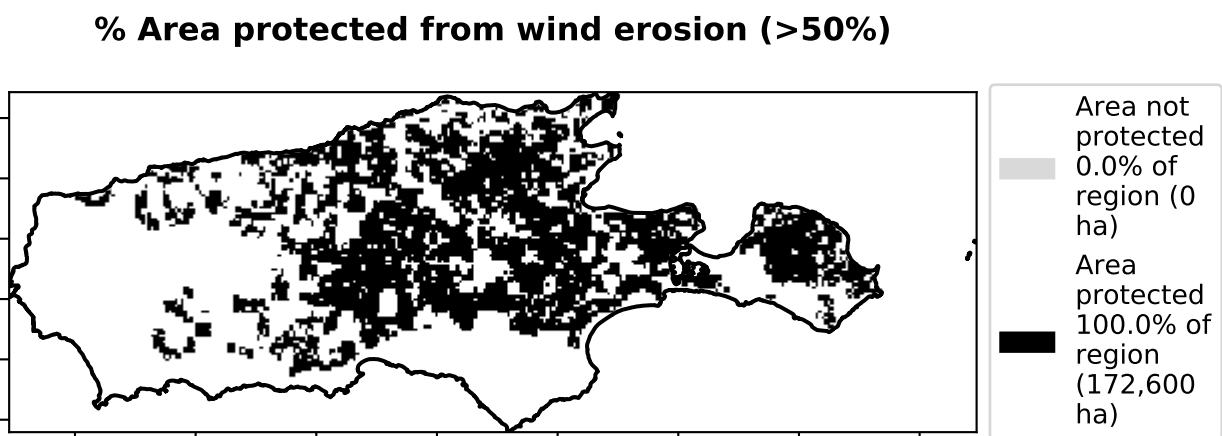 % Area protected from wind erosion (>50%)
Area not
protected
0.0% of
region (0
ha)
Area
protected
100.0% of
region
(172,600
ha)